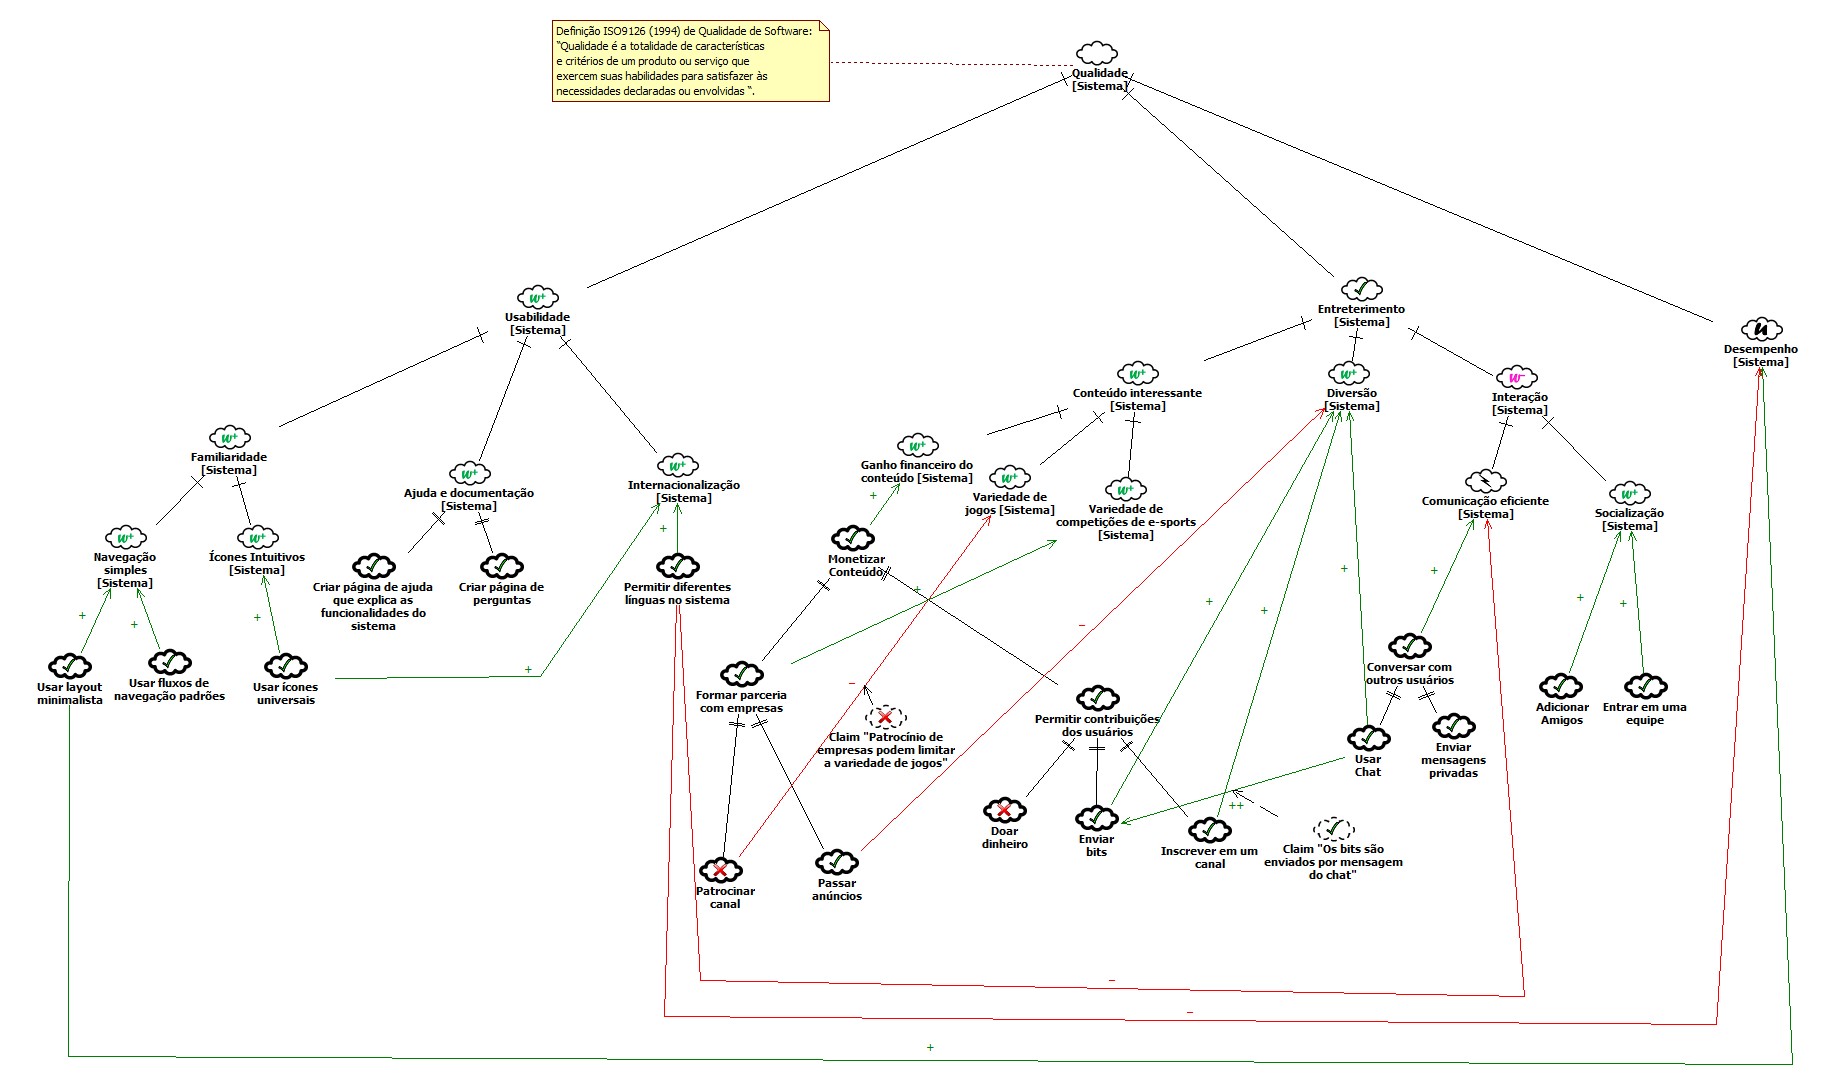 Definição ISO9126 (1994) de Qualidade de Software:
“Qualidade é a totalidade de características
e critérios de um produto ou serviço que
exercem suas habilidades para satisfazer às
necessidades declaradas ou envolvidas “.
Qualidade
[Sistema]
w+
Usabilidade
[Sistema]
Entreterimento
[Sistema]
u
Desempenho
[Sistema]
w+
Conteúdo interessante
[Sistema]
w+
Diversão
[Sistema]
w-
Interação
[Sistema]
w+
Familiaridade
[Sistema]
w+
Ajuda e documentação
[Sistema]
w+
Internacionalização
[Sistema]
w+
Ganho financeiro do
conteúdo [Sistema]
w+
Variedade de
jogos [Sistema]
w+
Variedade de
competições de e-sports
[Sistema]
Comunicação eficiente
[Sistema]
w+
Socialização
[Sistema]
w+
Navegação
simples
[Sistema]
w+
Ícones Intuitivos
[Sistema]
Criar página de ajuda
que explica as
funcionalidades do
sistema
Criar página de
perguntas
Permitir diferentes
línguas no sistema
Monetizar
Conteúdo
+
+
+
+
+
+
+
−
+
+
+
+
+
+
Usar layout
minimalista
Usar fluxos de
navegação padrões
Usar ícones
universais
+
Formar parceria
com empresas
−
Claim "Patrocínio de
empresas podem limitar
a variedade de jogos"
Permitir contribuições
dos usuários
Conversar com
outros usuários
Adicionar
Amigos
Entrar em uma
equipe
Usar
Chat
Enviar
mensagens
privadas
Doar
dinheiro
Enviar
bits
Inscrever em um
canal
++
Claim "Os bits são
enviados por mensagem
do chat"
Patrocinar
canal
Passar
anúncios
−
−
+